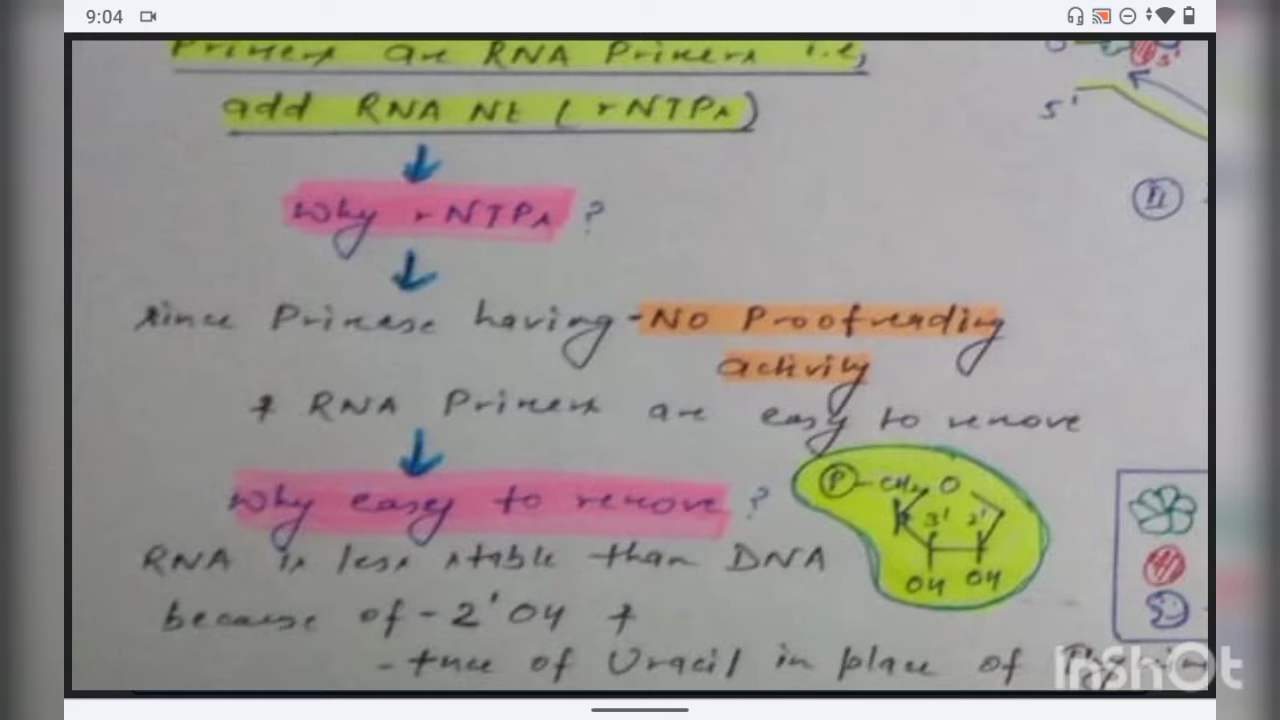 9:04
Primers are RNA Primers i.e,
add RNA Nt (rNTPs)
5'
Why rNTPs ?
II
since Primase having - No Proofreading
activity
+ RNA Primers are easy to remove
Why easy to remove ?
P - CH2 O
3' 2'
OH OH
RNA is less stable than DNA
because of - 2' OH +
of Uracil in place of
InShOt